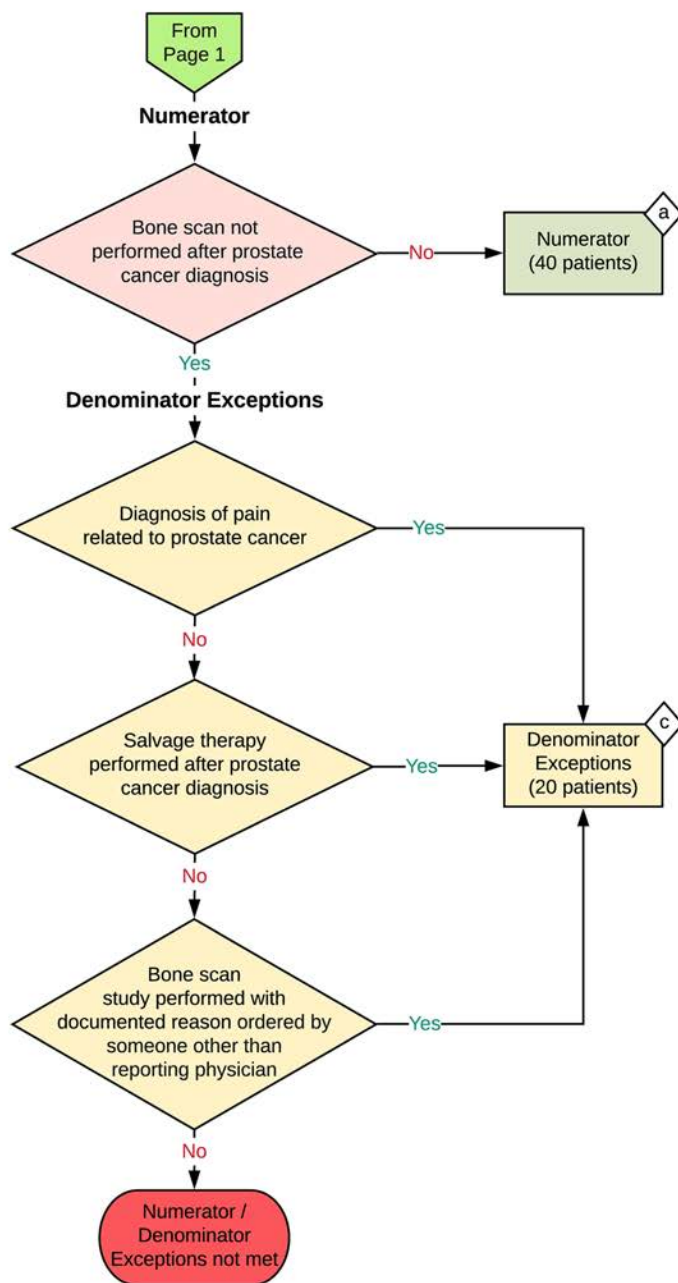 From
Page 1
Numerator
Bone scan not
performed after prostate
cancer diagnosis
No
a
Numerator
(40 patients)
Yes
Denominator Exceptions
Diagnosis of pain
related to prostate cancer
Yes
No
Salvage therapy
performed after prostate
cancer diagnosis
Yes
c
Denominator
Exceptions
(20 patients)
No
Bone scan
study performed with
documented reason ordered by
someone other than
reporting physician
Yes
No
Numerator /
Denominator
Exceptions not met